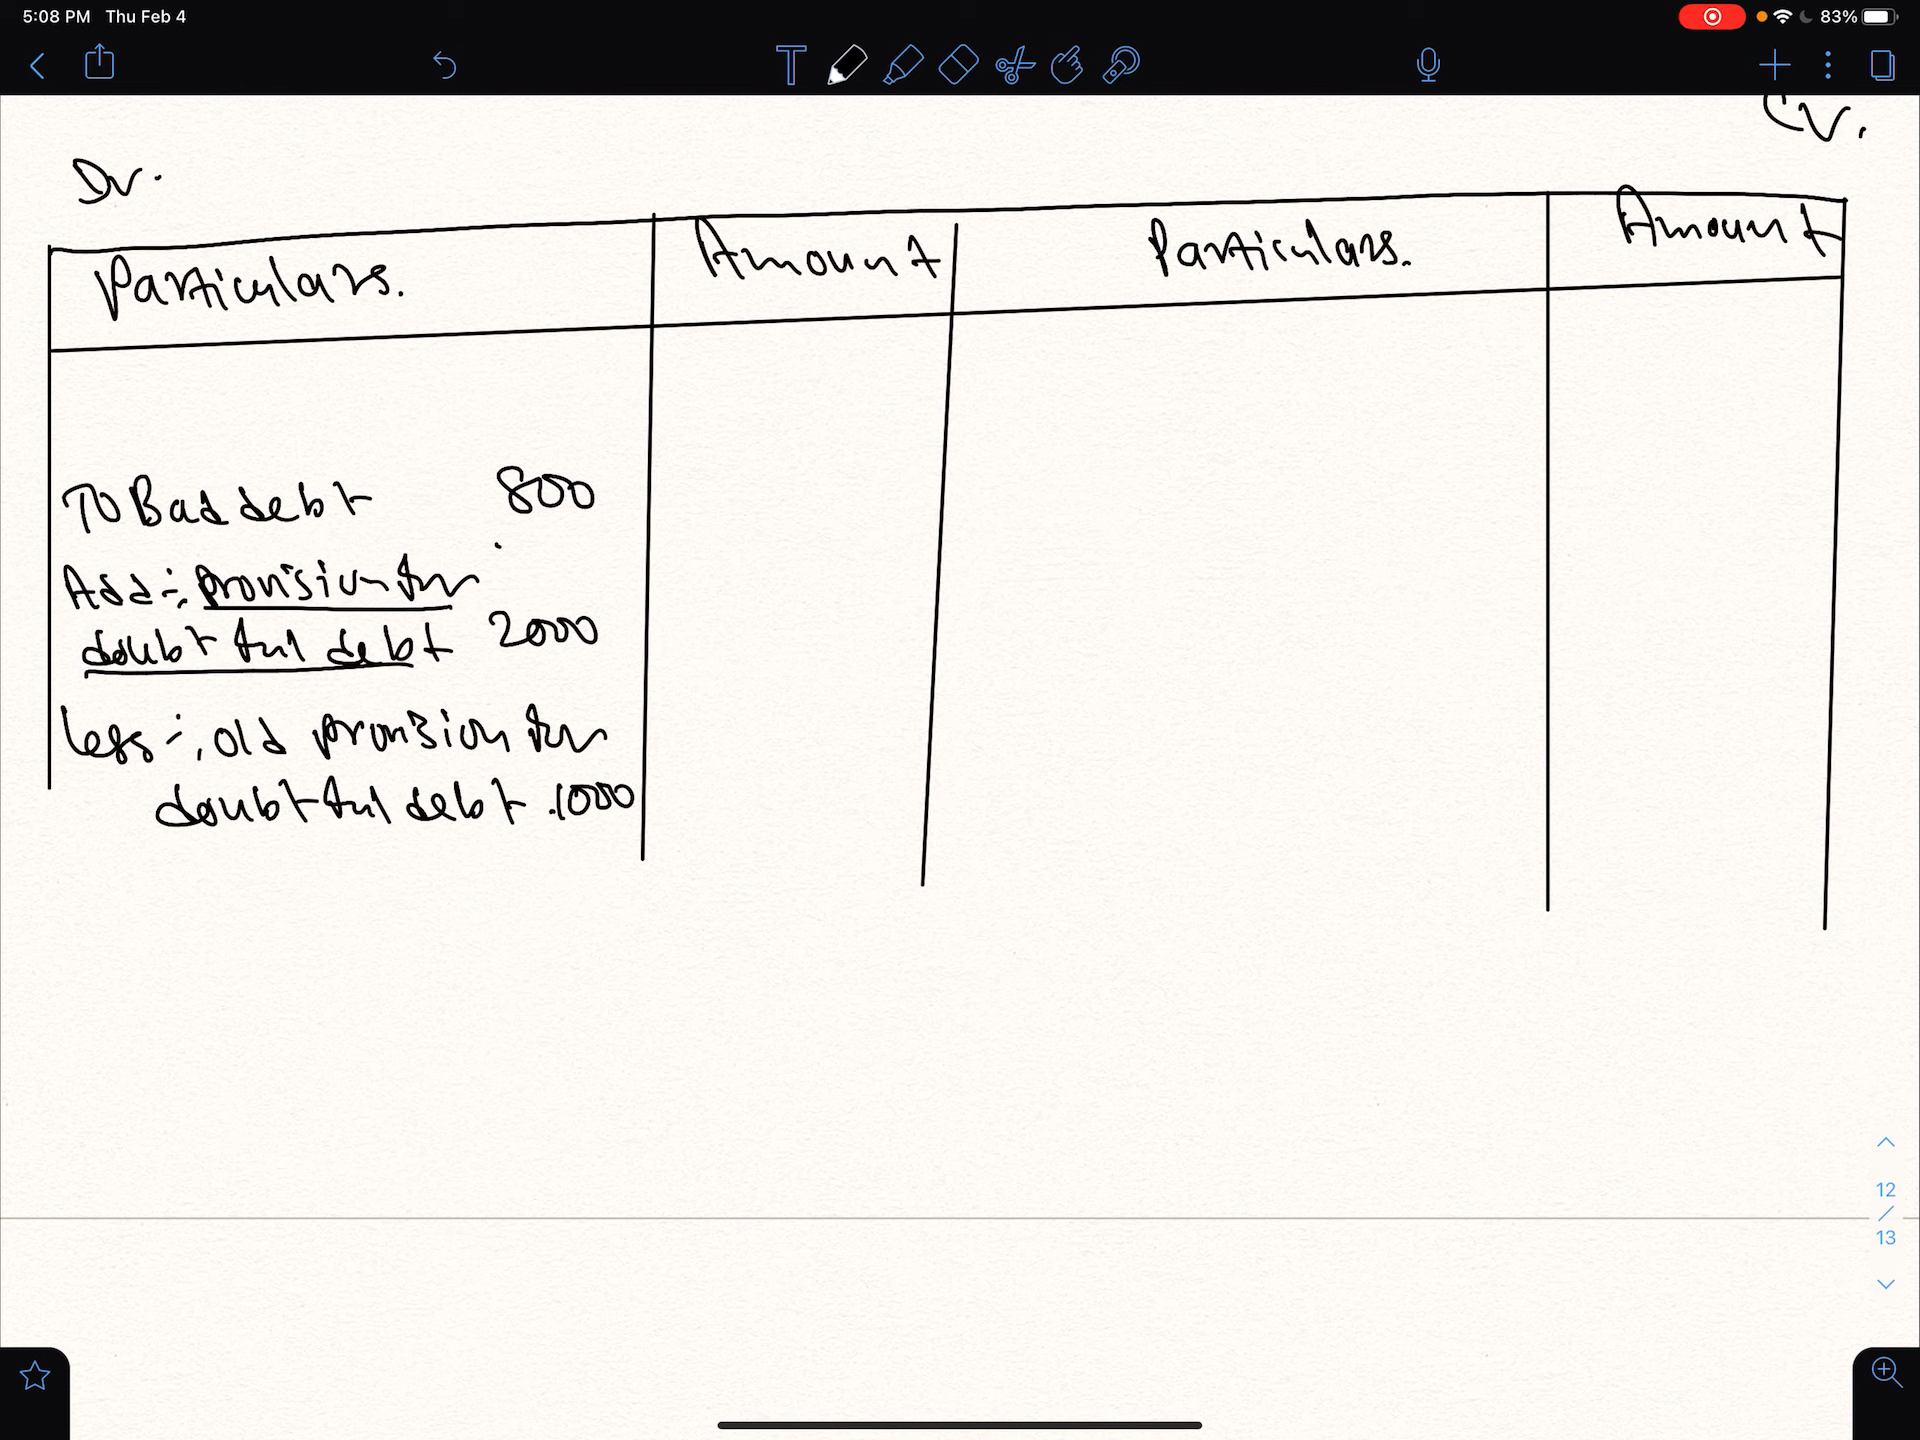 5:08 PM Thu Feb 4
83%
T
Cr.
Dr.
Particulars. Amount Particulars. Amount
To Bad debt 800
Add:- provision for
doubtful debt 2000
Less:- old provision for
doubtful debt 1000
12
/
13